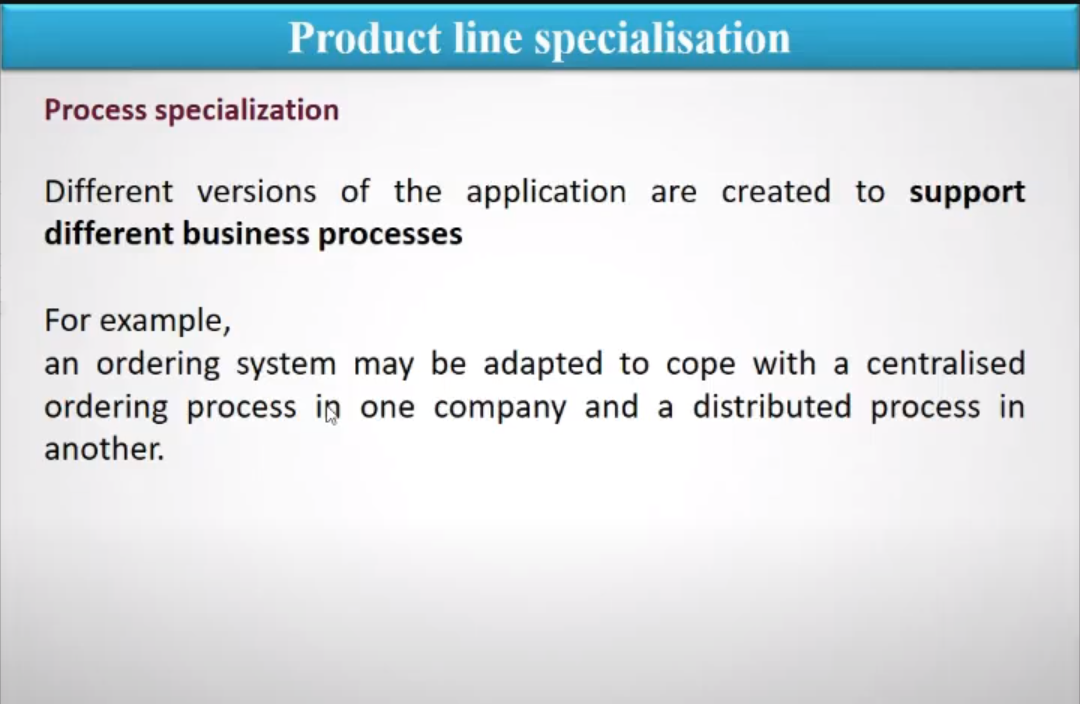 Product line specialisation
Process specialization
Different versions of the application are created to support
different business processes
For example,
an ordering system may be adapted to cope with a centralised
ordering process in one company and a distributed process in
another.